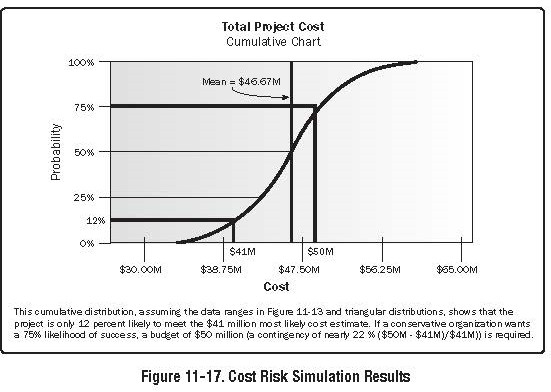 Total Project Cost
Cumulative Chart
100%
Mean = $46.67M
75%
50%
25%
12%
0%
Probability
$41M
$50M
$30.00M
$38.75M
$47.50M
$56.25M
$65.00M
Cost
This cumulative distribution, assuming the data ranges in Figure 11-13 and triangular distributions, shows that the
project is only 12 percent likely to meet the $41 million most likely cost estimate. If a conservative organization wants
a 75% likelihood of success, a budget of $50 million (a contingency of nearly 22 % ($50M - $41M)/$41M)) is required.
Figure 11-17. Cost Risk Simulation Results